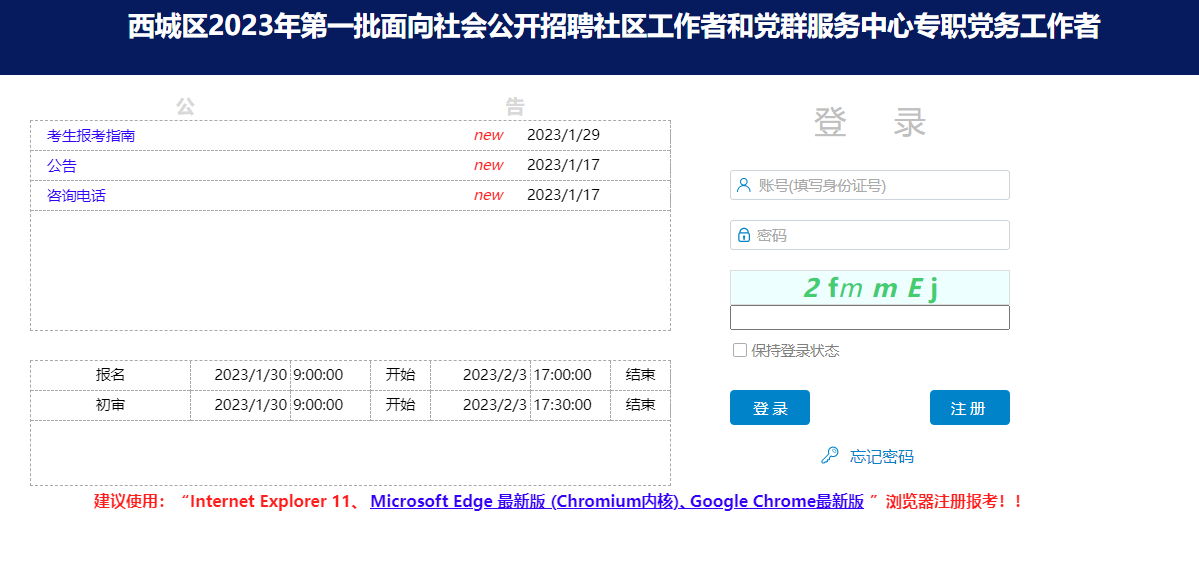 西城区2023年第一批面向社会公开招聘社区工作者和党群服务中心专职党务工作者
公 告
考生报考指南 new 2023/1/29
公告 new 2023/1/17
咨询电话 new 2023/1/17
报名 2023/1/30 9:00:00 开始 2023/2/3 17:00:00 结束
初审 2023/1/30 9:00:00 开始 2023/2/3 17:30:00 结束
登 录
账号(填写身份证号)
密码
2 f m m E j
保持登录状态
登 录 注 册
忘记密码
建议使用：“Internet Explorer 11、 Microsoft Edge 最新版 (Chromium内核)、Google Chrome最新版 ”浏览器注册报考！！